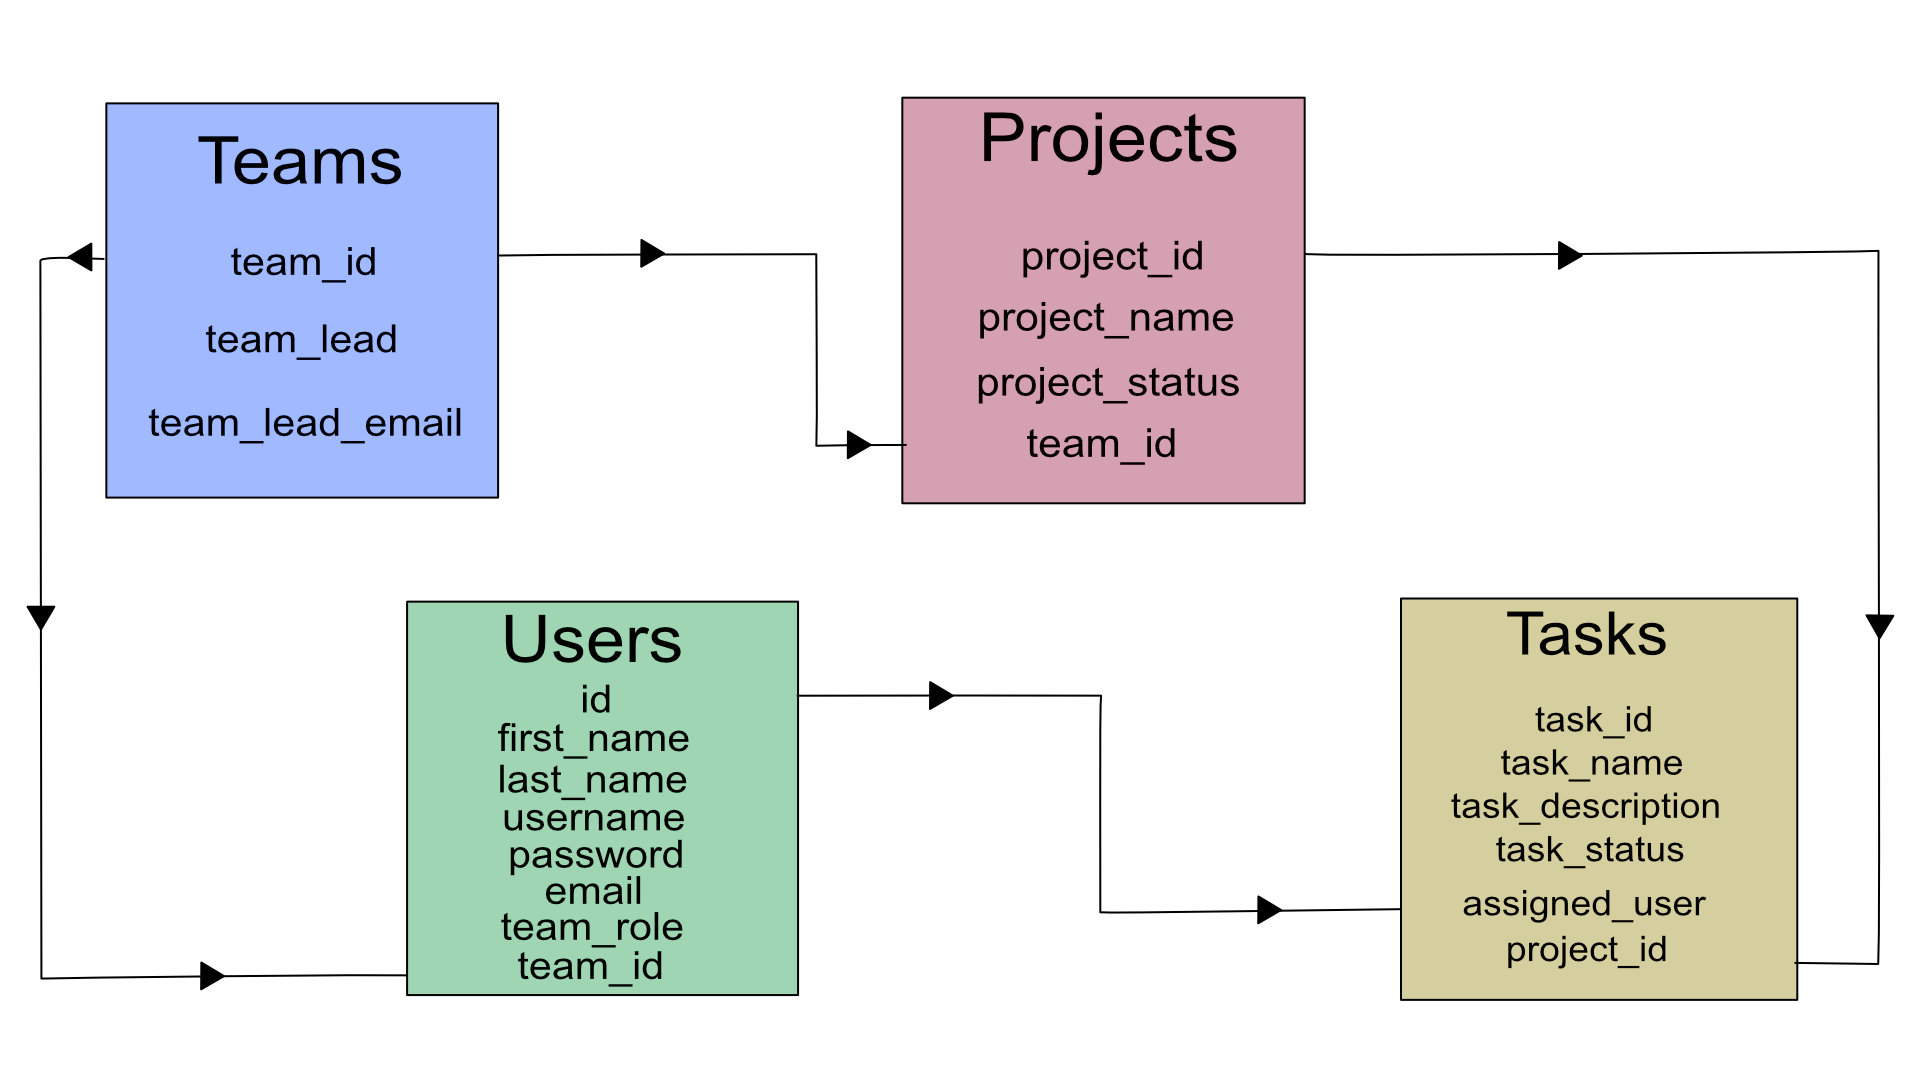 Teams
team_id
team_lead
team_lead_email
Projects
project_id
project_name
project_status
team_id
Users
id
first_name
last_name
username
password
email
team_role
team_id
Tasks
task_id
task_name
task_description
task_status
assigned_user
project_id